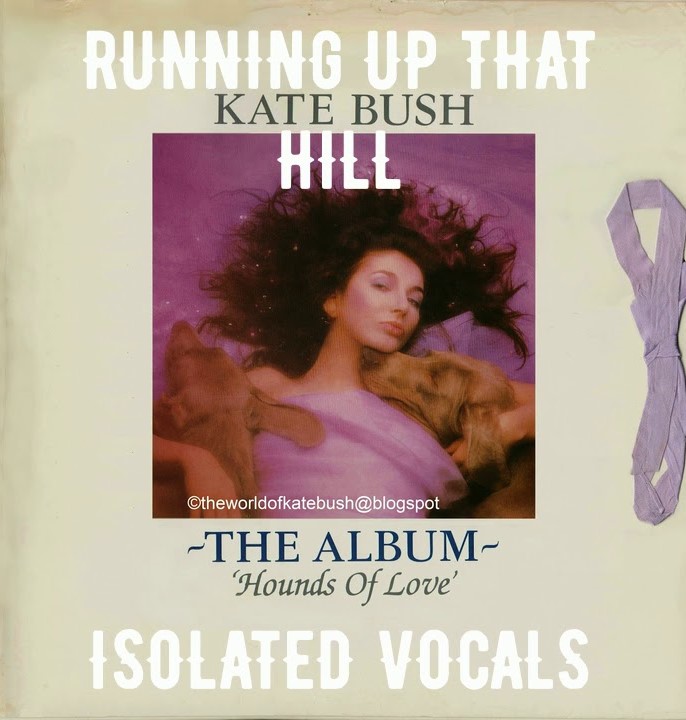 RUNNING UP THAT
KATE BUSH
HILL
©theworldofkatebush@blogspot
~THE ALBUM~
‘Hounds Of Love’
ISOLATED VOCALS